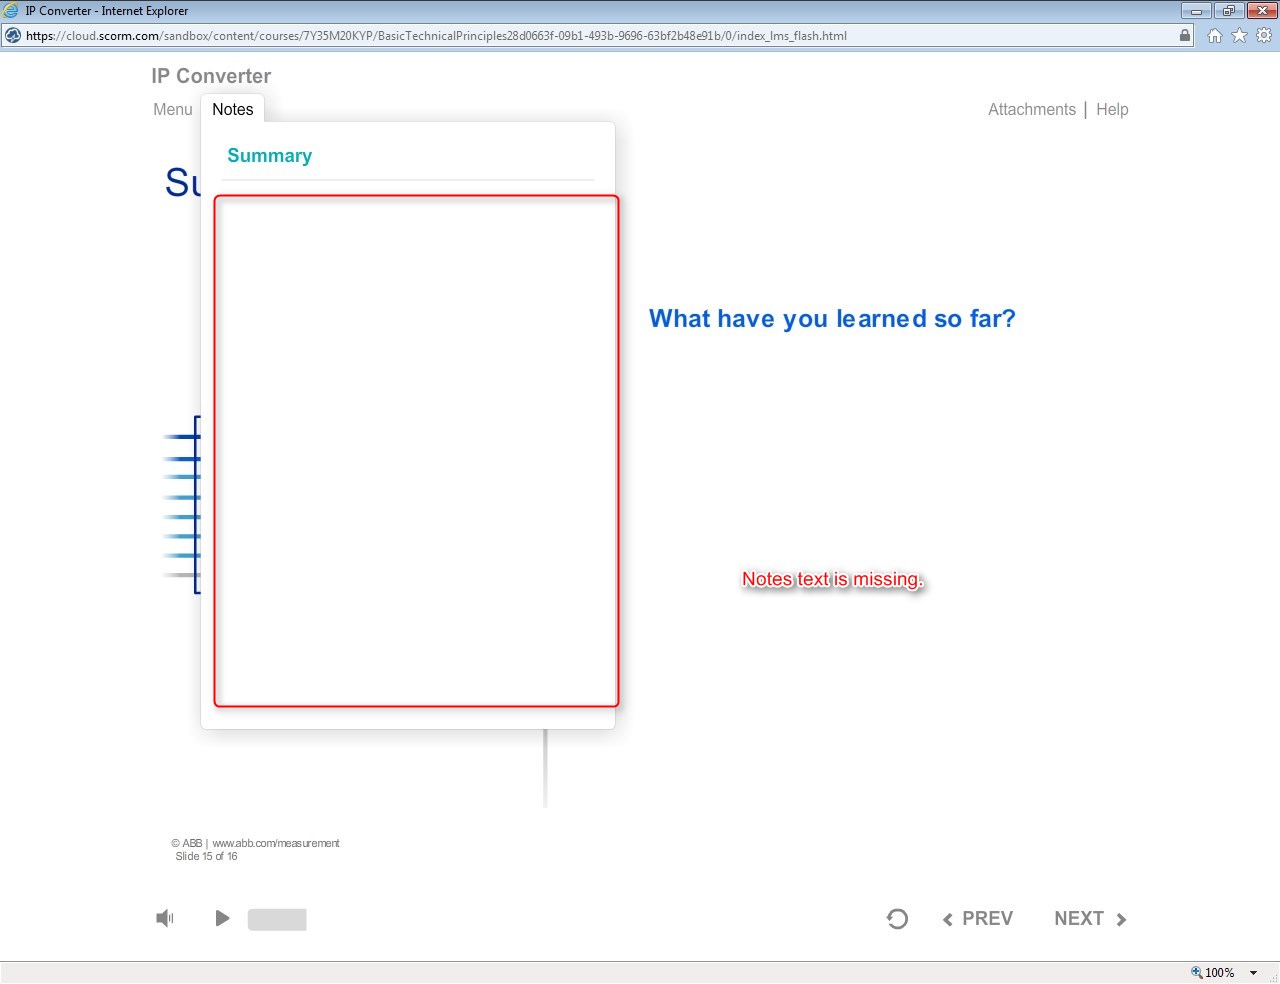 IP Converter - Internet Explorer
https://cloud.scorm.com/sandbox/content/courses/7Y35M20KYP/BasicTechnicalPrinciples28d0663f-09b1-493b-9696-63bf2b48e91b/0/index_lms_flash.html
IP Converter
Menu Notes Attachments | Help
Summary
Su
What have you learned so far?
Notes text is missing.
© ABB | www.abb.com/measurement
Slide 15 of 16
PREV NEXT
100%